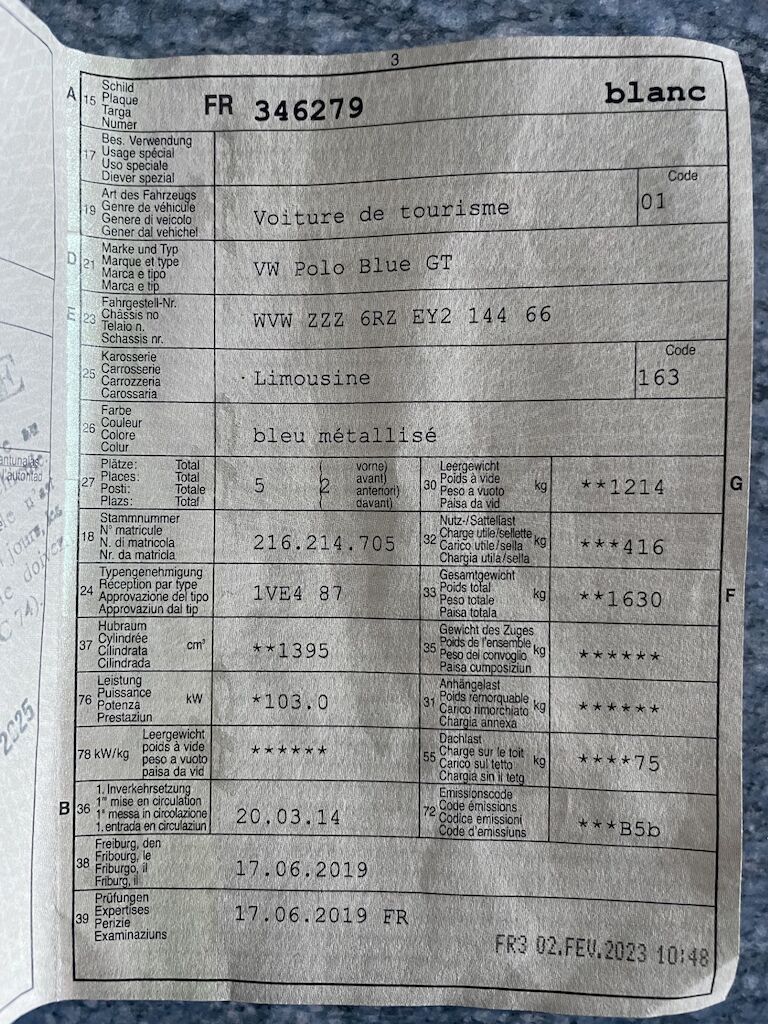 3
A 15 Schild
Plaque
Targa
Numer
FR 346279 blanc
17 Bes. Verwendung
Usage spécial
Uso speciale
Diever spezial
19 Art des Fahrzeugs
Genre de véhicule
Genere di veicolo
Gener dal vehichel
Voiture de tourisme
Code
01
D 21 Marke und Typ
Marque et type
Marca e tipo
Marca e tip
VW Polo Blue GT
E 23 Fahrgestell-Nr.
Châssis no
Telaio n.
Schassis nr.
WVW ZZZ 6RZ EY2 144 66
25 Karosserie
Carrosserie
Carrozzeria
Carossaria
Limousine
Code
163
26 Farbe
Couleur
Colore
Colur
bleu métallisé
27 Plätze: Total
Places: Total
Posti: Totale
Plazs: Total
5 2
( vorne)
( avant)
( anteriori)
( davant)
30 Leergewicht
Poids à vide
Peso a vuoto
Paisa da vid
kg
**1214
G
18 Stammnummer
N° matricule
N. di matricola
Nr. da matricla
216.214.705
32 Nutz-/Sattellast
Charge utile/sellette
Carico utile/sella
Chargia utila/sella
kg
***416
24 Typengenehmigung
Réception par type
Approvazione del tipo
Approvaziun dal tip
1VE4 87
33 Gesamtgewicht
Poids total
Peso totale
Paisa totala
kg
**1630
F
37 Hubraum
Cylindrée
Cilindrata
Cilindrada
cm³
**1395
35 Gewicht des Zuges
Poids de l'ensemble
Peso del convoglio
Paisa cumposiziun
kg
******
76 Leistung
Puissance
Potenza
Prestaziun
kW
*103.0
31 Anhängelast
Poids remorquable
Carico rimorchiato
Chargia annexa
kg
******
78 kW/kg Leergewicht
poids à vide
peso a vuoto
paisa da vid
******
55 Dachlast
Charge sur le toit
Carico sul tetto
Chargia sin il tetg
kg
****75
B 36 1. Inverkehrsetzung
1re mise en circulation
1a messa in circolazione
1. entrada en circulaziun
20.03.14
72 Emissionscode
Code émissions
Codice emissioni
Code d'emissiuns
***B5b
38 Freiburg, den
Fribourg, le
Friburgo, il
Friburg, il
17.06.2019
39 Prüfungen
Expertises
Perizie
Examinaziuns
17.06.2019 FR
FR3 02.FEV.2023 10:48
2025